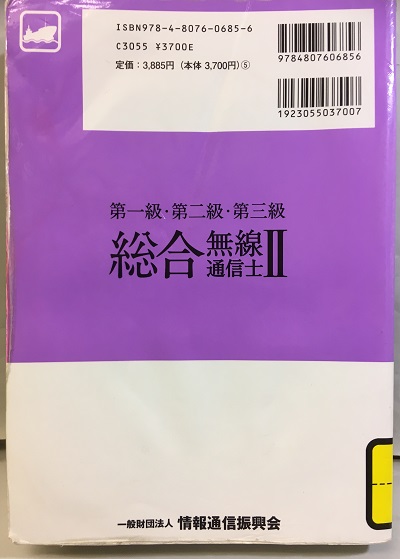 ISBN978-4-8076-0685-6
C3055 ¥3700E
定価：3,885円（本体 3,700円）⑤
9784807606856
1923055037007
第一級・第二級・第三級
総合無線通信士Ⅱ
一般財団法人 情報通信振興会